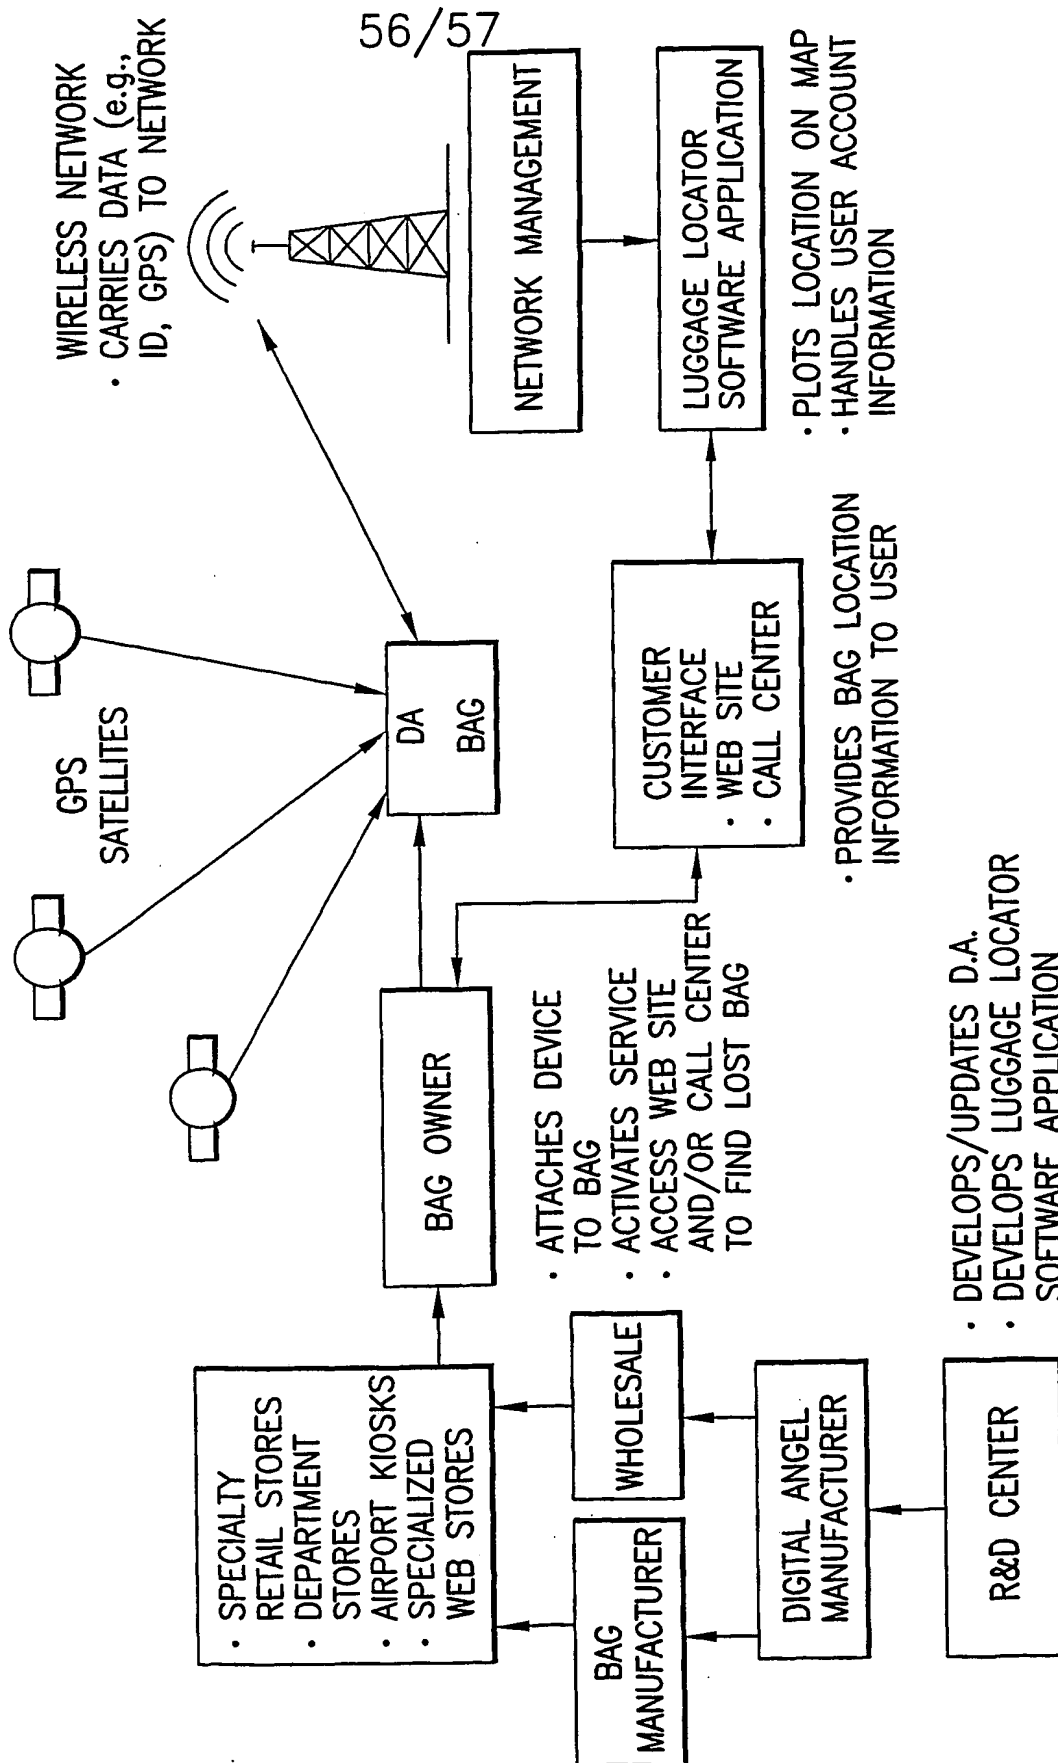 56/57
WIRELESS NETWORK
· CARRIES DATA (e.g.,
ID, GPS) TO NETWORK
GPS
SATELLITES
NETWORK MANAGEMENT
DA
BAG
BAG OWNER
· ATTACHES DEVICE
TO BAG
· ACTIVATES SERVICE
· ACCESS WEB SITE
AND/OR CALL CENTER
TO FIND LOST BAG
LUGGAGE LOCATOR
SOFTWARE APPLICATION
· PLOTS LOCATION ON MAP
· HANDLES USER ACCOUNT
INFORMATION
CUSTOMER
INTERFACE
· WEB SITE
· CALL CENTER
· PROVIDES BAG LOCATION
INFORMATION TO USER
· SPECIALTY
RETAIL STORES
· DEPARTMENT
STORES
· AIRPORT KIOSKS
· SPECIALIZED
WEB STORES
BAG
MANUFACTURER
WHOLESALE
DIGITAL ANGEL
MANUFACTURER
R&D CENTER
· DEVELOPS/UPDATES D.A.
· DEVELOPS LUGGAGE LOCATOR
SOFTWARE APPLICATION